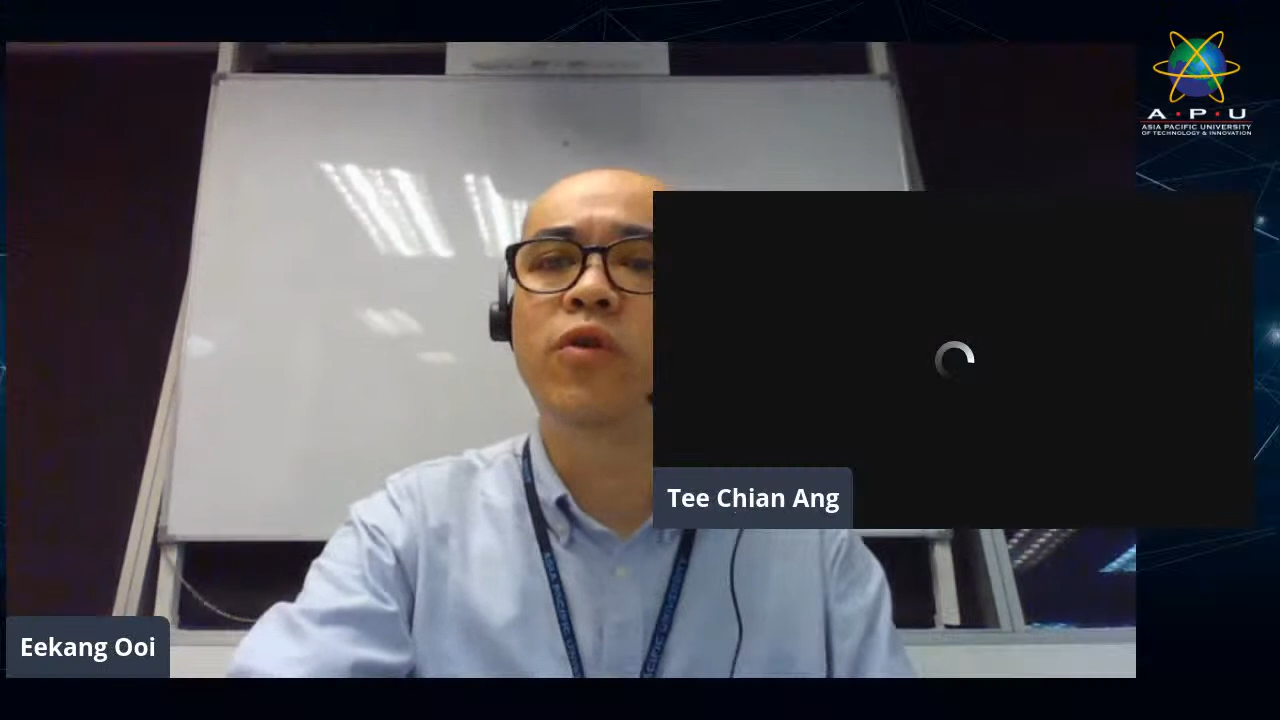 A·P·U
ASIA PACIFIC UNIVERSITY
OF TECHNOLOGY & INNOVATION
Tee Chian Ang
Eekang Ooi